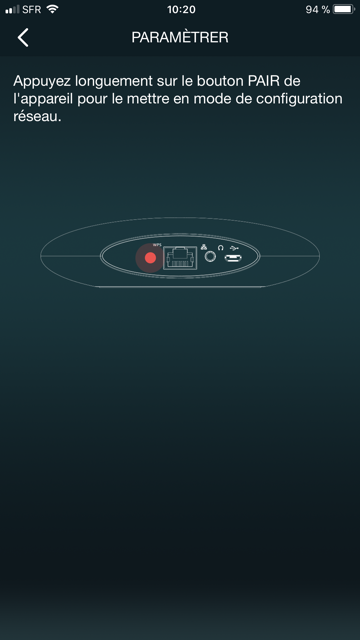 SFR 10:20 94 %
PARAMÈTRER
Appuyez longuement sur le bouton PAIR de
l'appareil pour le mettre en mode de configuration
réseau.
WPS